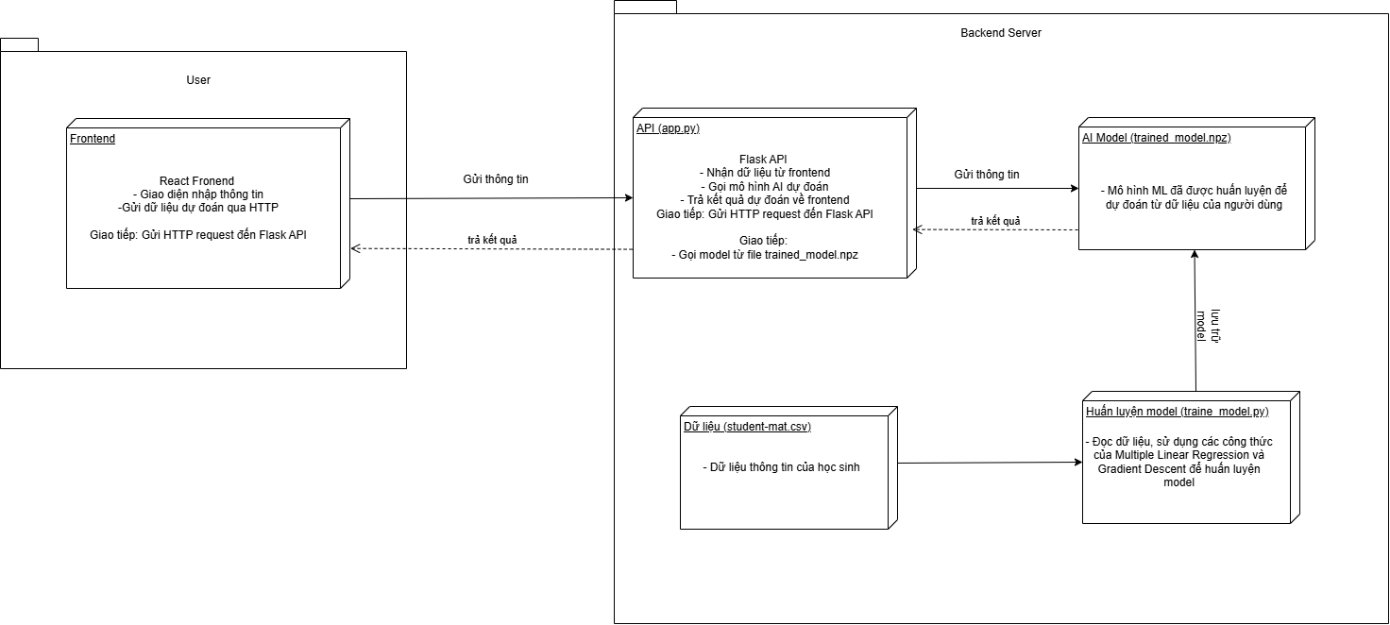 Backend Server
User
Frontend
React Fronend
- Giao diện nhập thông tin
-Gửi dữ liệu dự đoán qua HTTP
Giao tiếp: Gửi HTTP request đến Flask API
Gửi thông tin
trả kết quả
API (app.py)
Flask API
- Nhận dữ liệu từ frontend
- Gọi mô hình AI dự đoán
- Trả kết quả dự đoán về frontend
Giao tiếp: Gửi HTTP request đến Flask API
Giao tiếp:
- Gọi model từ file trained_model.npz
Gửi thông tin
trả kết quả
AI Model (trained_model.npz)
- Mô hình ML đã được huấn luyện để
dự đoán từ dữ liệu của người dùng
lưu trữ
model
Dữ liệu (student-mat.csv)
- Dữ liệu thông tin của học sinh
Huấn luyện model (traine_model.py)
- Đọc dữ liệu, sử dụng các công thức
của Multiple Linear Regression và
Gradient Descent để huấn luyện
model